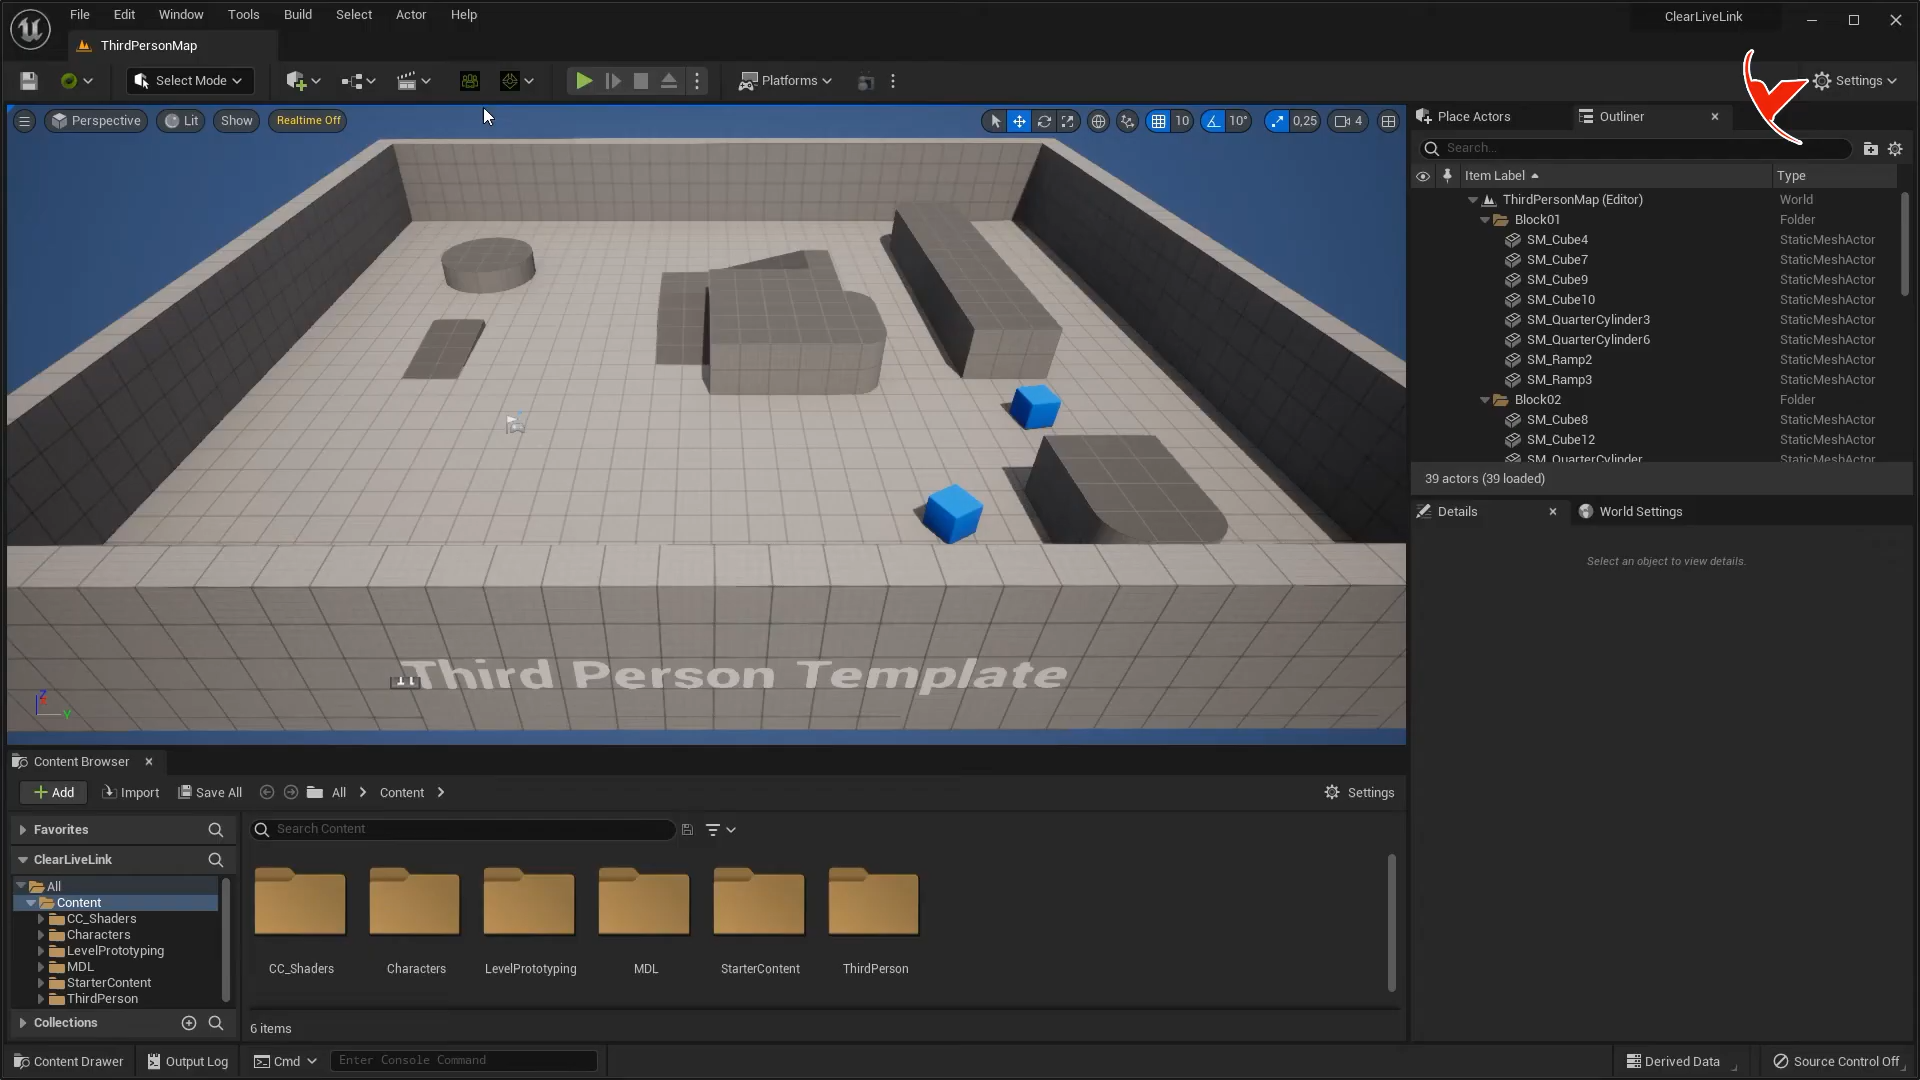 File Edit Window Tools Build Select Actor Help
ClearLiveLink
ThirdPersonMap
Select Mode
Platforms
Settings
Perspective
Lit
Show
Realtime Off
10
10°
0,25
4
Place Actors
Outliner
Search...
Item Label
Type
ThirdPersonMap (Editor) World
Block01 Folder
SM_Cube4 StaticMeshActor
SM_Cube7 StaticMeshActor
SM_Cube9 StaticMeshActor
SM_Cube10 StaticMeshActor
SM_QuarterCylinder3 StaticMeshActor
SM_QuarterCylinder6 StaticMeshActor
SM_Ramp2 StaticMeshActor
SM_Ramp3 StaticMeshActor
Block02 Folder
SM_Cube8 StaticMeshActor
SM_Cube12 StaticMeshActor
SM_QuarterCylinder StaticMeshActor
39 actors (39 loaded)
Details
World Settings
Select an object to view details.
Third Person Template
Z
Y
Content Browser
Add
Import
Save All
All
Content
Settings
Favorites
Search Content
ClearLiveLink
All
Content
CC_Shaders
Characters
LevelPrototyping
MDL
StarterContent
ThirdPerson
Collections
CC_Shaders
Characters
LevelPrototyping
MDL
StarterContent
ThirdPerson
6 items
Content Drawer
Output Log
Cmd
Enter Console Command
Derived Data
Source Control Off